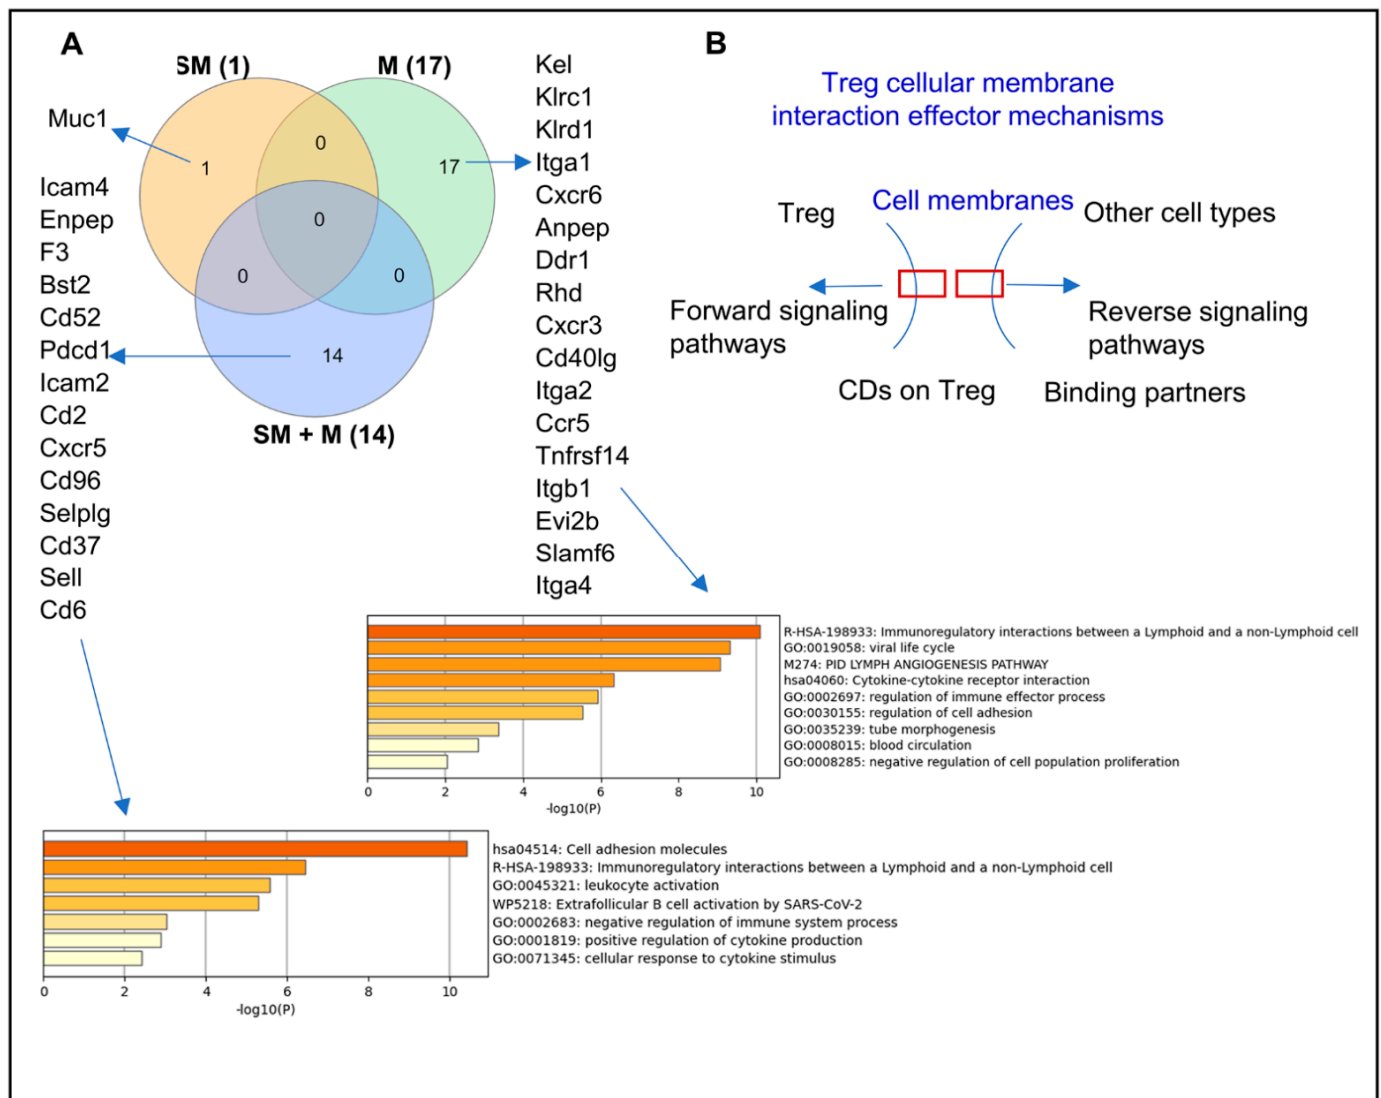 A
SM (1)
M (17)
Muc1
1
0
17
0
0
0
14
SM + M (14)
Icam4
Enpep
F3
Bst2
Cd52
Pdcd1
Icam2
Cd2
Cxcr5
Cd96
Selplg
Cd37
Sell
Cd6
Kel
Klrc1
Klrd1
Itga1
Cxcr6
Anpep
Ddr1
Rhd
Cxcr3
Cd40lg
Itga2
Ccr5
Tnfrsf14
Itgb1
Evi2b
Slamf6
Itga4
B
Treg cellular membrane
interaction effector mechanisms
Treg
Cell membranes
Other cell types
Forward signaling
pathways
Reverse signaling
pathways
CDs on Treg
Binding partners
R-HSA-198933: Immunoregulatory interactions between a Lymphoid and a non-Lymphoid cell
GO:0019058: viral life cycle
M274: PID LYMPH ANGIOGENESIS PATHWAY
hsa04060: Cytokine-cytokine receptor interaction
GO:0002697: regulation of immune effector process
GO:0030155: regulation of cell adhesion
GO:0035239: tube morphogenesis
GO:0008015: blood circulation
GO:0008285: negative regulation of cell population proliferation
0 2 4 6 8 10
-log10(P)
hsa04514: Cell adhesion molecules
R-HSA-198933: Immunoregulatory interactions between a Lymphoid and a non-Lymphoid cell
GO:0045321: leukocyte activation
WP5218: Extrafollicular B cell activation by SARS-CoV-2
GO:0002683: negative regulation of immune system process
GO:0001819: positive regulation of cytokine production
GO:0071345: cellular response to cytokine stimulus
0 2 4 6 8 10
-log10(P)